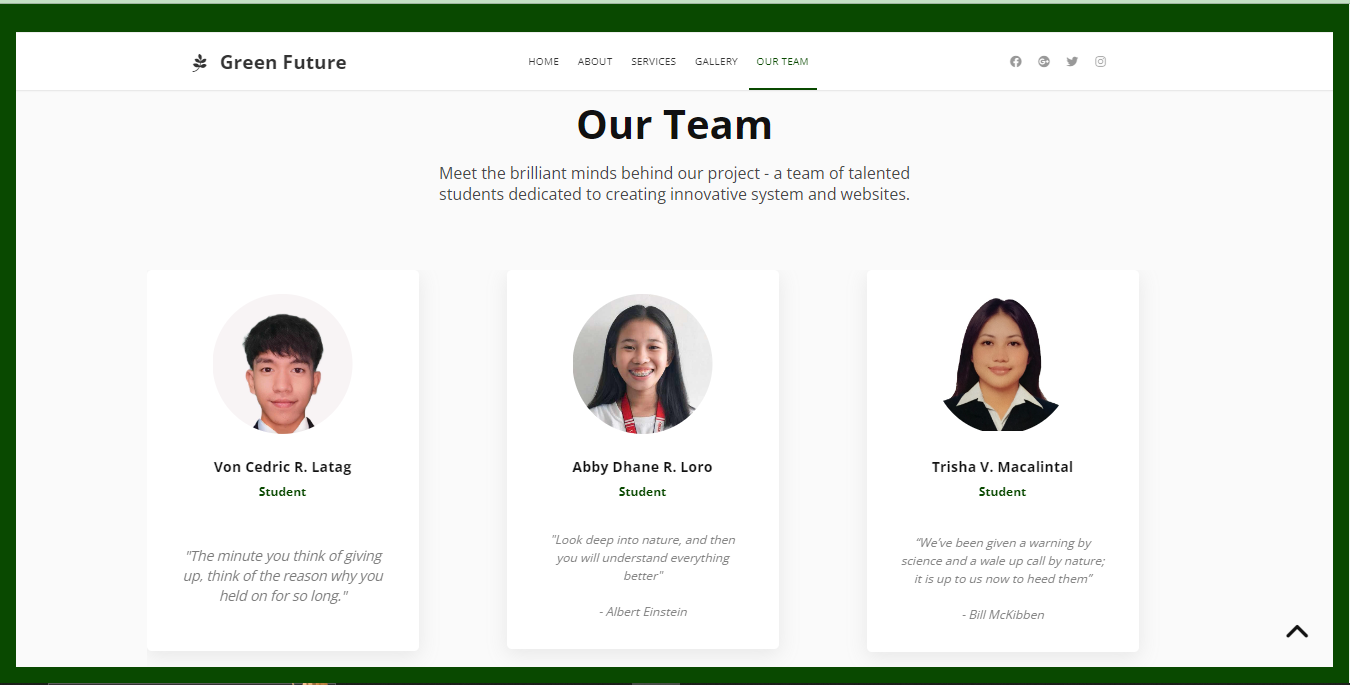 Green Future
HOME ABOUT SERVICES GALLERY OUR TEAM
Our Team
Meet the brilliant minds behind our project - a team of talented
students dedicated to creating innovative system and websites.
Von Cedric R. Latag
Student
"The minute you think of giving
up, think of the reason why you
held on for so long."
Abby Dhane R. Loro
Student
"Look deep into nature, and then
you will understand everything
better"
- Albert Einstein
Trisha V. Macalintal
Student
“We’ve been given a warning by
science and a wale up call by nature;
it is up to us now to heed them”
- Bill McKibben